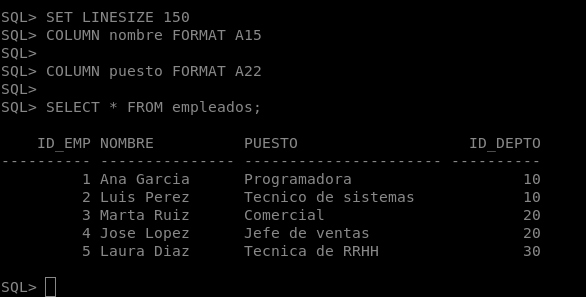 SQL> SET LINESIZE 150
SQL> COLUMN nombre FORMAT A15
SQL>
SQL> COLUMN puesto FORMAT A22
SQL>
SQL> SELECT * FROM empleados;

    ID_EMP NOMBRE          PUESTO                   ID_DEPTO
---------- --------------- ---------------------- ----------
         1 Ana Garcia      Programadora                   10
         2 Luis Perez      Tecnico de sistemas            10
         3 Marta Ruiz      Comercial                      20
         4 Jose Lopez      Jefe de ventas                 20
         5 Laura Diaz      Tecnica de RRHH                30

SQL>